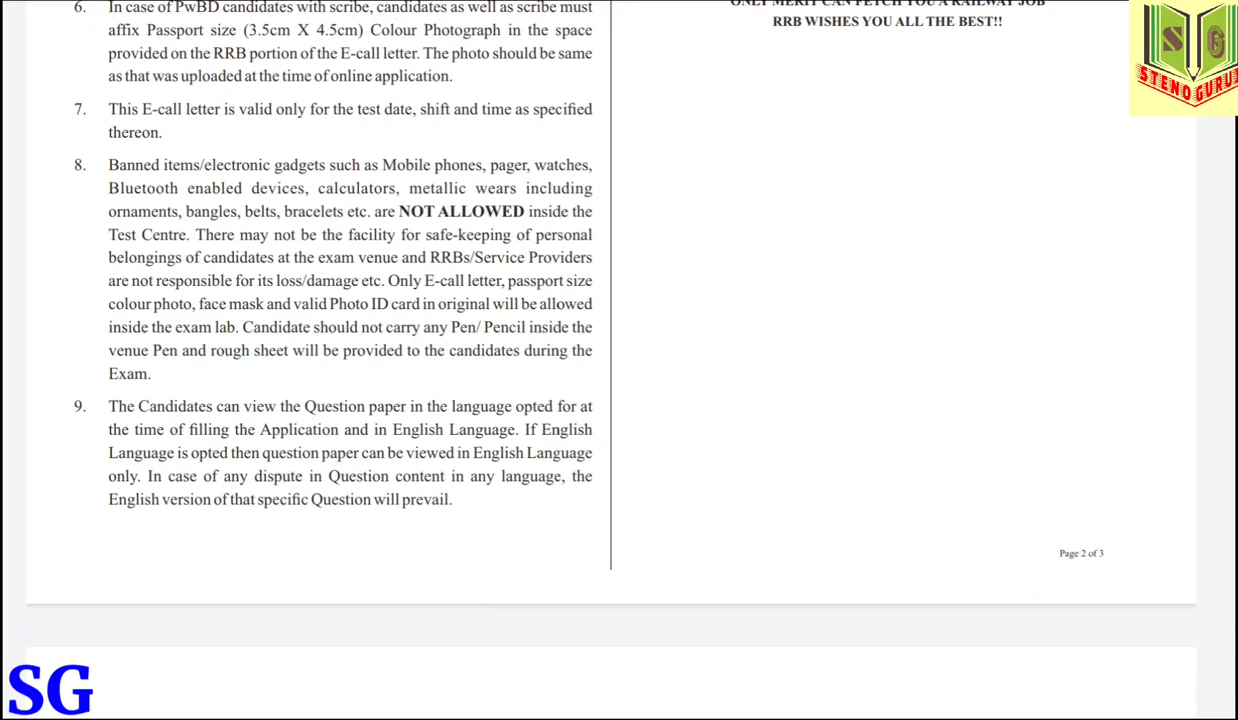 6. In case of PwBD candidates with scribe, candidates as well as scribe must
affix Passport size (3.5cm X 4.5cm) Colour Photograph in the space
provided on the RRB portion of the E-call letter. The photo should be same
as that was uploaded at the time of online application.
7. This E-call letter is valid only for the test date, shift and time as specified
thereon.
8. Banned items/electronic gadgets such as Mobile phones, pager, watches,
Bluetooth enabled devices, calculators, metallic wears including
ornaments, bangles, belts, bracelets etc. are NOT ALLOWED inside the
Test Centre. There may not be the facility for safe-keeping of personal
belongings of candidates at the exam venue and RRBs/Service Providers
are not responsible for its loss/damage etc. Only E-call letter, passport size
colour photo, face mask and valid Photo ID card in original will be allowed
inside the exam lab. Candidate should not carry any Pen/ Pencil inside the
venue Pen and rough sheet will be provided to the candidates during the
Exam.
9. The Candidates can view the Question paper in the language opted for at
the time of filling the Application and in English Language. If English
Language is opted then question paper can be viewed in English Language
only. In case of any dispute in Question content in any language, the
English version of that specific Question will prevail.
ONLY MERIT CAN FETCH YOU A RAILWAY JOB
RRB WISHES YOU ALL THE BEST!!
SG
STENO GURU
Page 2 of 3
SG